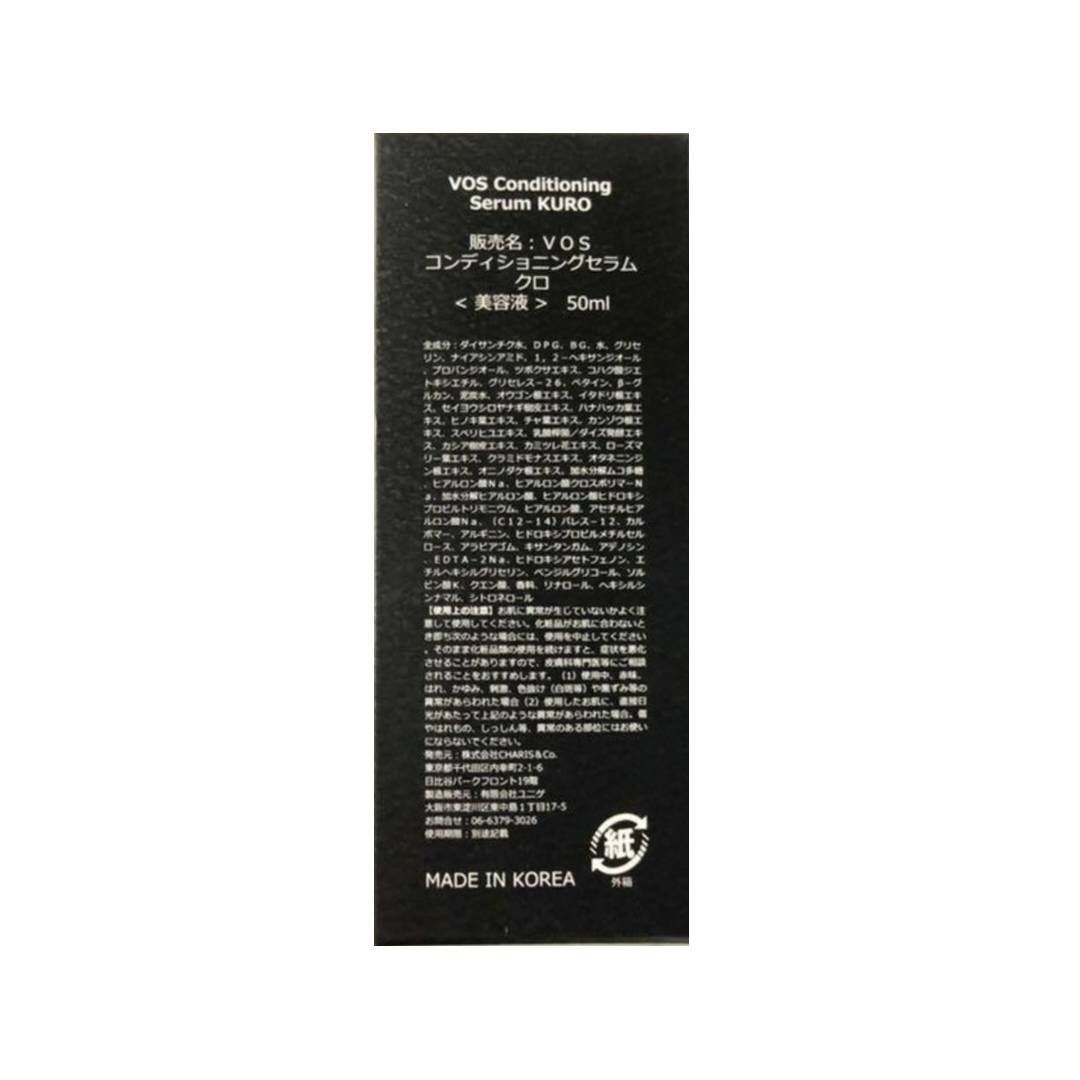 VOS Conditioning
Serum KURO
販売名：ＶＯＳ
コンディショニングセラム
クロ
＜ 美容液 ＞　50ml
全成分：ダイサンチク水、ＤＰＧ、ＢＧ、水、グリセ
リン、ナイアシンアミド、１，２－ヘキサンジオール
、プロパンジオール、ツボクサエキス、コハク酸ジエ
トキシエチル、グリセレス－２６、ベタイン、β－グ
ルカン、泥炭水、オウゴン根エキス、イタドリ根エキ
ス、セイヨウシロヤナギ樹皮エキス、ハナハッカ葉エ
キス、ヒノキ葉エキス、チャ葉エキス、カンゾウ根エ
キス、スベリヒユエキス、乳酸桿菌／ダイズ発酵エキ
ス、カシア樹皮エキス、カミツレ花エキス、ローズマ
リー葉エキス、クラミドモナスエキス、オタネニンジ
ン根エキス、オニノダケ根エキス、加水分解ムコ多糖
、ヒアルロン酸Ｎａ、ヒアルロン酸クロスポリマーＮ
ａ、加水分解ヒアルロン酸、ヒアルロン酸ヒドロキシ
プロピルトリモニウム、ヒアルロン酸、アセチルヒア
ルロン酸Ｎａ、（Ｃ１２－１４）パレス－１２、カル
ボマー、アルギニン、ヒドロキシプロピルメチルセル
ロース、アラビアゴム、キサンタンガム、アデノシン
、ＥＤＴＡ－２Ｎａ、ヒドロキシアセトフェノン、エ
チルヘキシルグリセリン、ベンジルグリコール、ソル
ビン酸Ｋ、クエン酸、香料、リナロール、ヘキシルシ
ンナマル、シトロネロール
【使用上の注意】お肌に異常が生じていないかよく注
意して使用してください。化粧品がお肌に合わないと
き即ち次のような場合には、使用を中止してください
。そのまま化粧品類の使用を続けますと、症状を悪化
させることがありますので、皮膚科専門医等にご相談
されることをおすすめします。（1）使用中、赤味、
はれ、かゆみ、刺激、色抜け（白斑等）や黒ずみ等の
異常があらわれた場合（2）使用したお肌に、直接日
光があたって上記のような異常があらわれた場合。傷
やはれもの、しっしん等、異常のある部位にはお使い
にならないでください。
発売元：株式会社CHARIS&Co.
東京都千代田区内幸町2-1-6
日比谷パークフロント19階
製造販売元：有限会社ユニゲ
大阪市東淀川区東中島１丁目17-5
お問合せ：06-6379-3026
使用期限：別途記載
MADE IN KOREA
紙
外箱